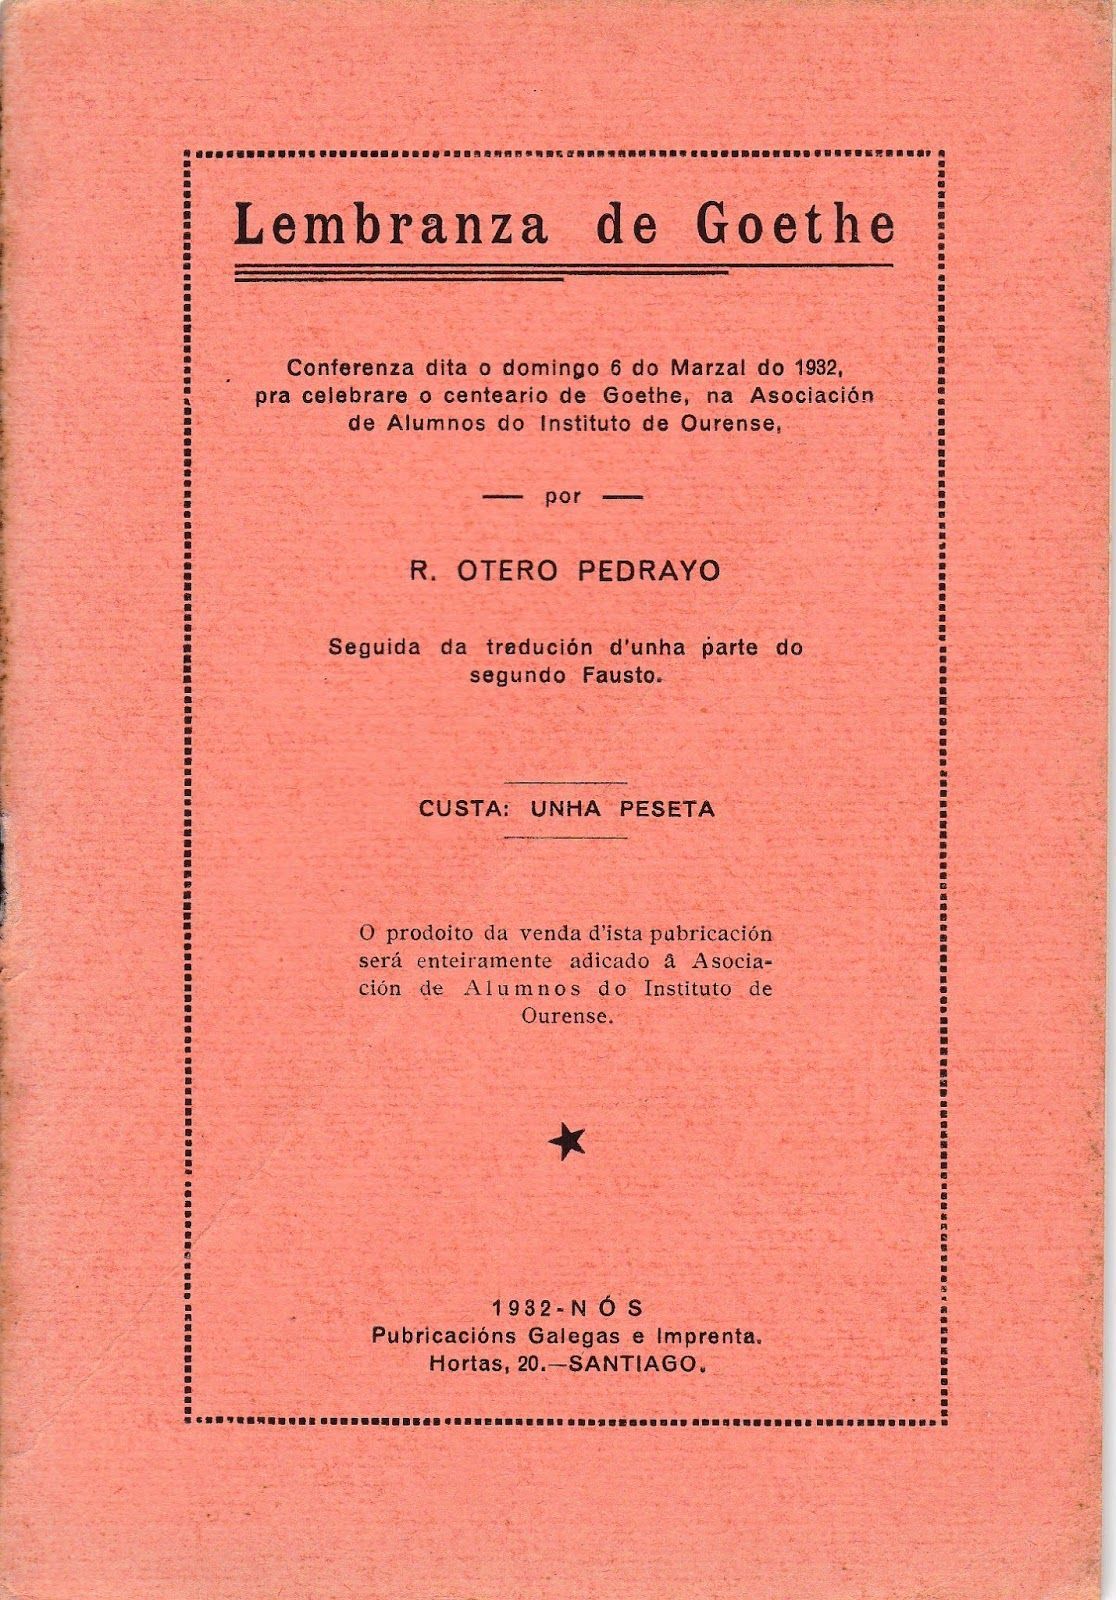 Lembranza de Goethe
Conferenza dita o domingo 6 do Marzal do 1932,
pra celebrare o centeario de Goethe, na Asociación
de Alumnos do Instituto de Ourense,
— por —
R. OTERO PEDRAYO
Seguida da tredución d'unha parte do
segundo Fausto.
CUSTA: UNHA PESETA
O prodoito da venda d'ista pubricación
será enteiramente adicado â Asocia-
ción de Alumnos do Instituto de
Ourense.
1932-NÓS
Pubricacións Galegas e Imprenta.
Hortas, 20.—SANTIAGO.